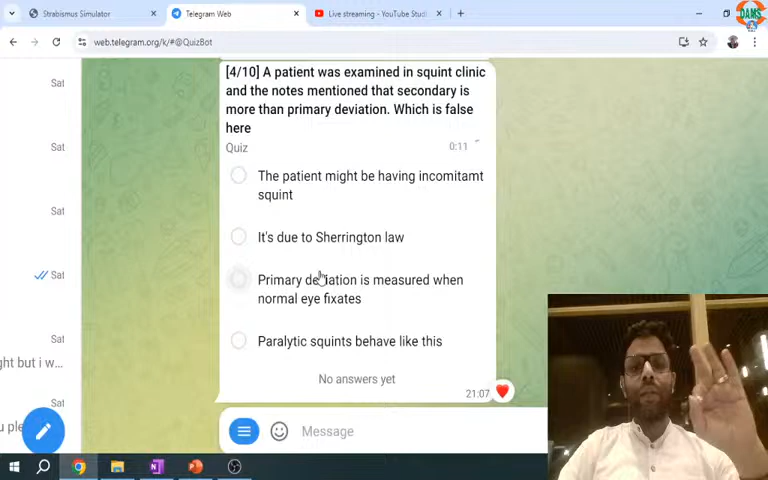 Strabismus Simulator
Telegram Web
Live streaming - YouTube Studi
DAMS
web.telegram.org/k/#@QuizBot
[4/10] A patient was examined in squint clinic
and the notes mentioned that secondary is
more than primary deviation. Which is false
here
Quiz
0:11
The patient might be having incomitamt
squint
It's due to Sherrington law
Primary deviation is measured when
normal eye fixates
Paralytic squints behave like this
No answers yet
21:07
Message
Sat
Sat
Sat
Sat
Sat
ght but i w...
Sat
u ple